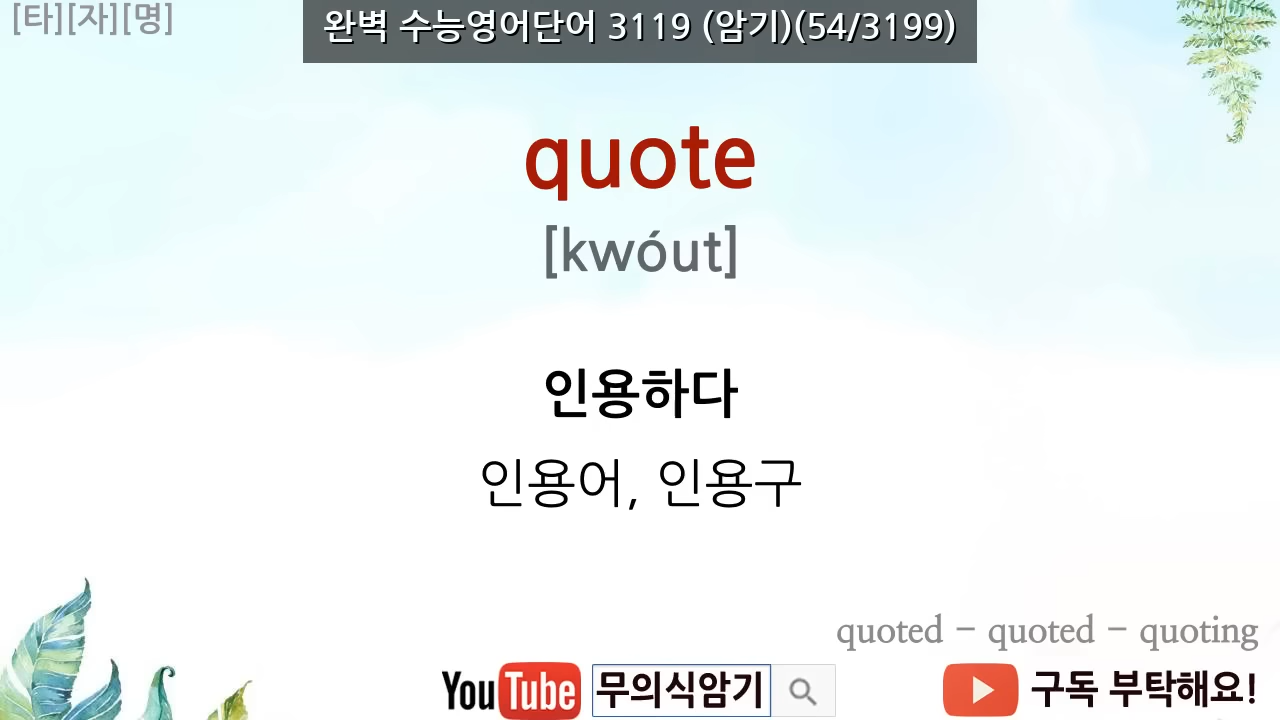 [타][자][명]
완벽 수능영어단어 3119 (암기)(54/3199)
quote
[kwóut]
인용하다
인용어, 인용구
quoted - quoted - quoting
YouTube 무의식암기
구독 부탁해요!